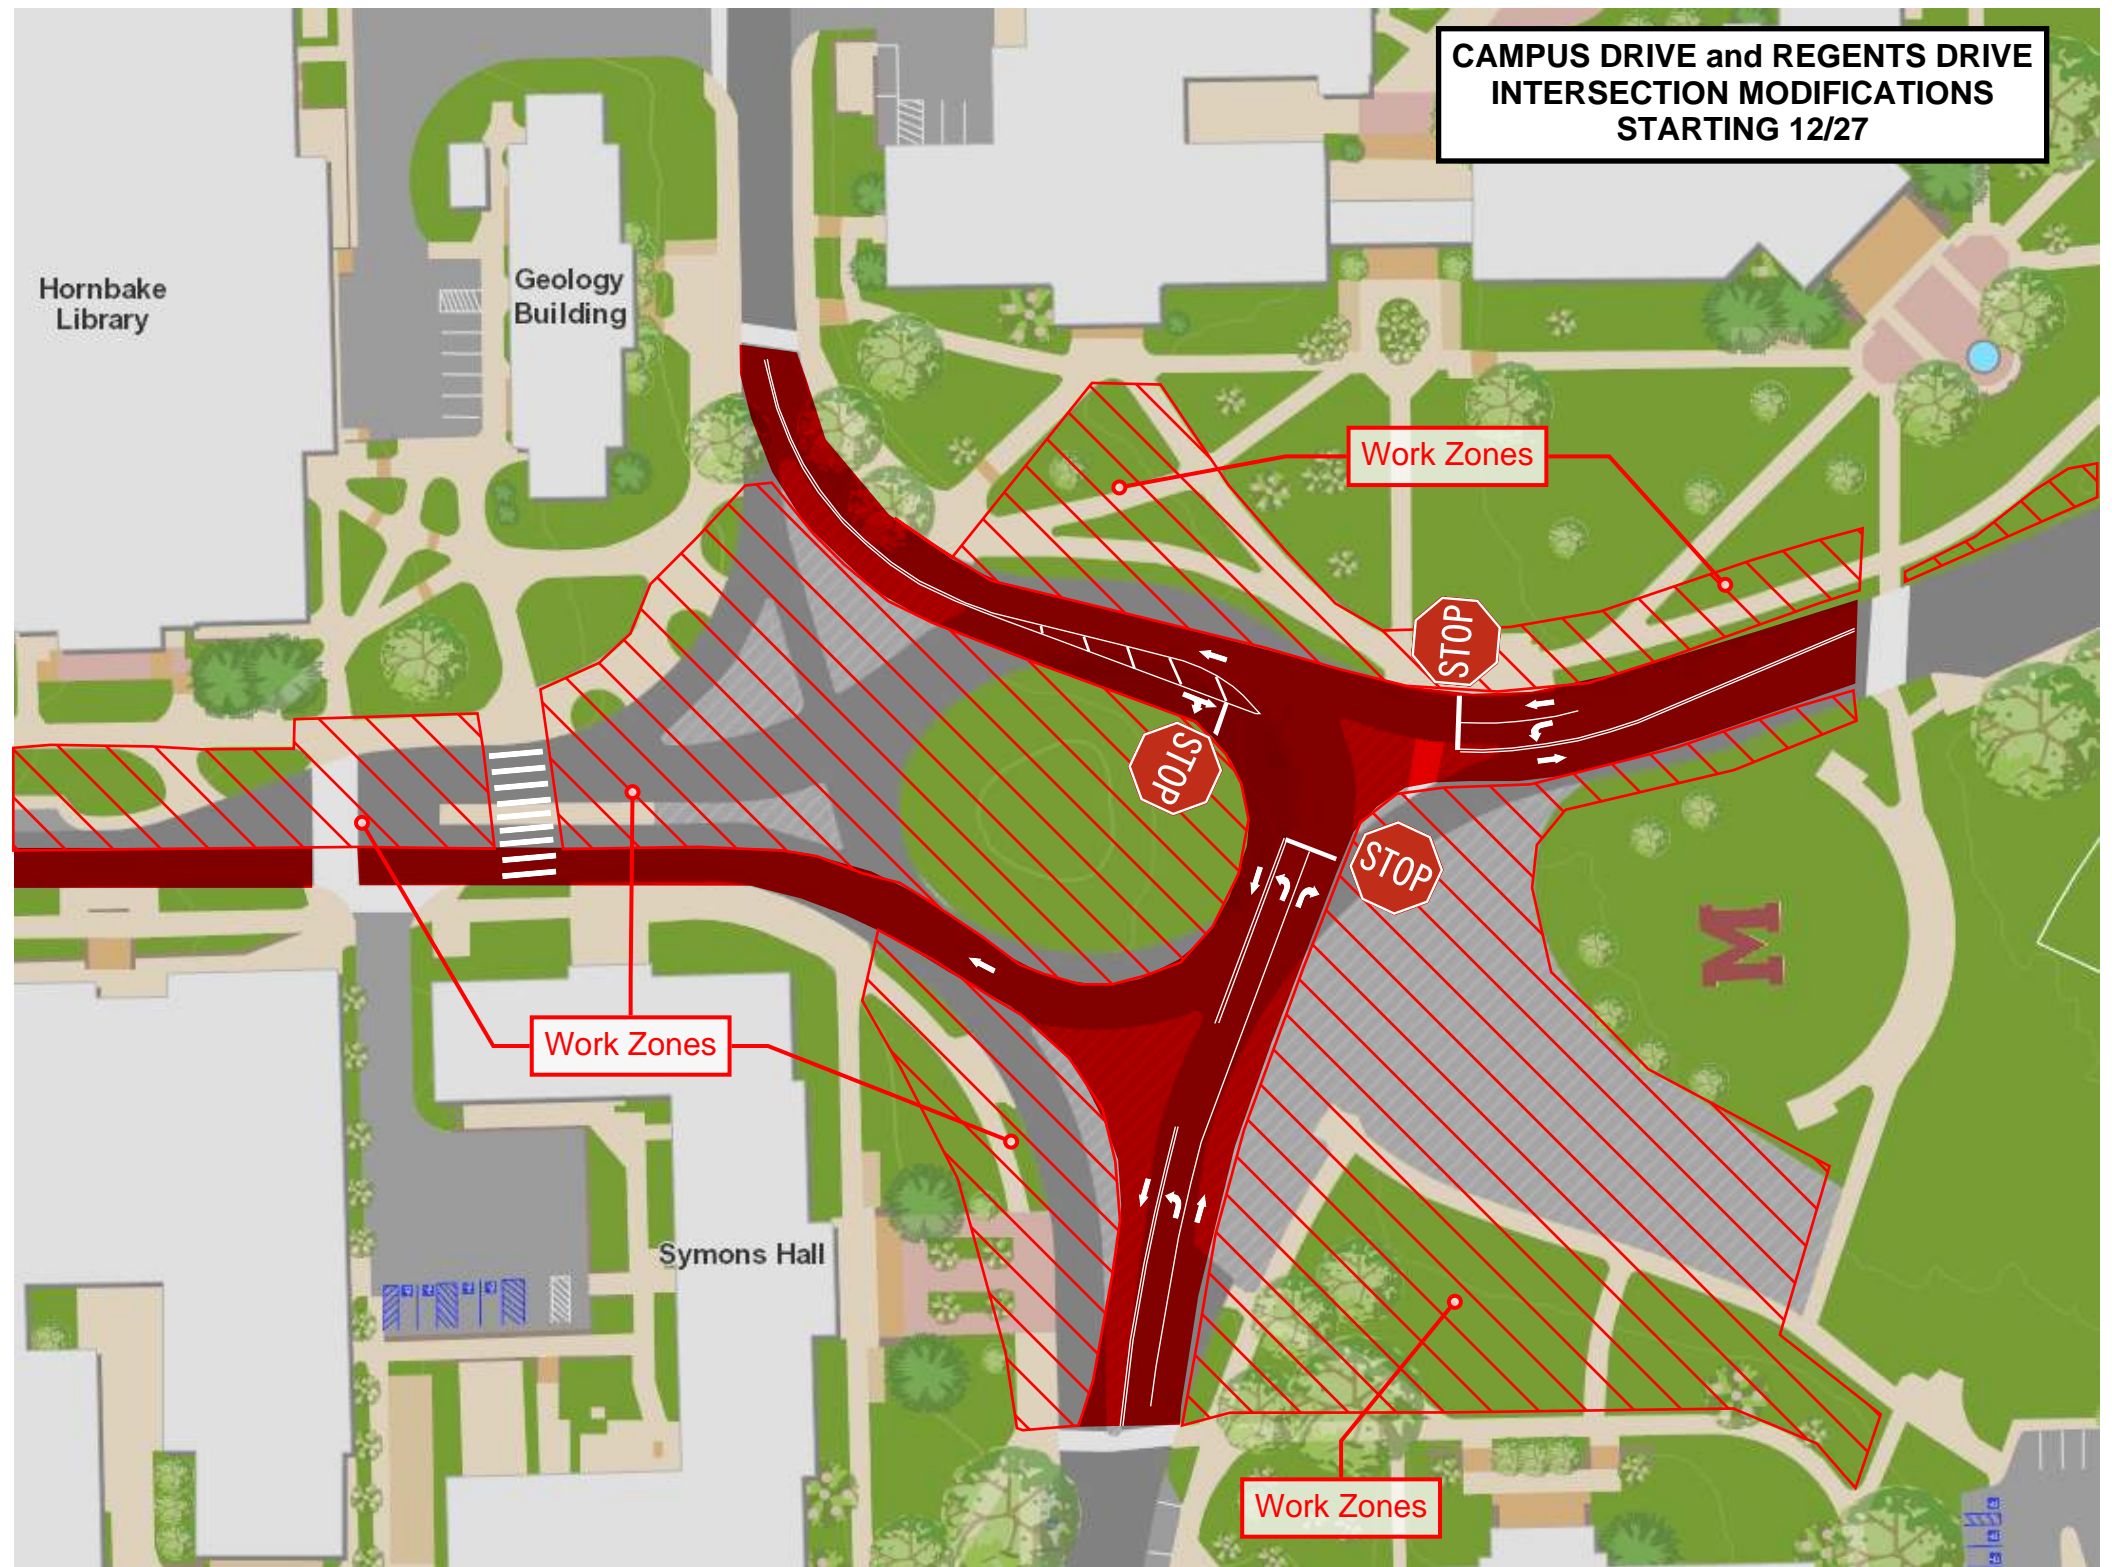 CAMPUS DRIVE and REGENTS DRIVE
INTERSECTION MODIFICATIONS
STARTING 12/27
Hornbake
Library
Geology
Building
Work Zones
STOP
STOP
STOP
M
Work Zones
Symons Hall
Work Zones